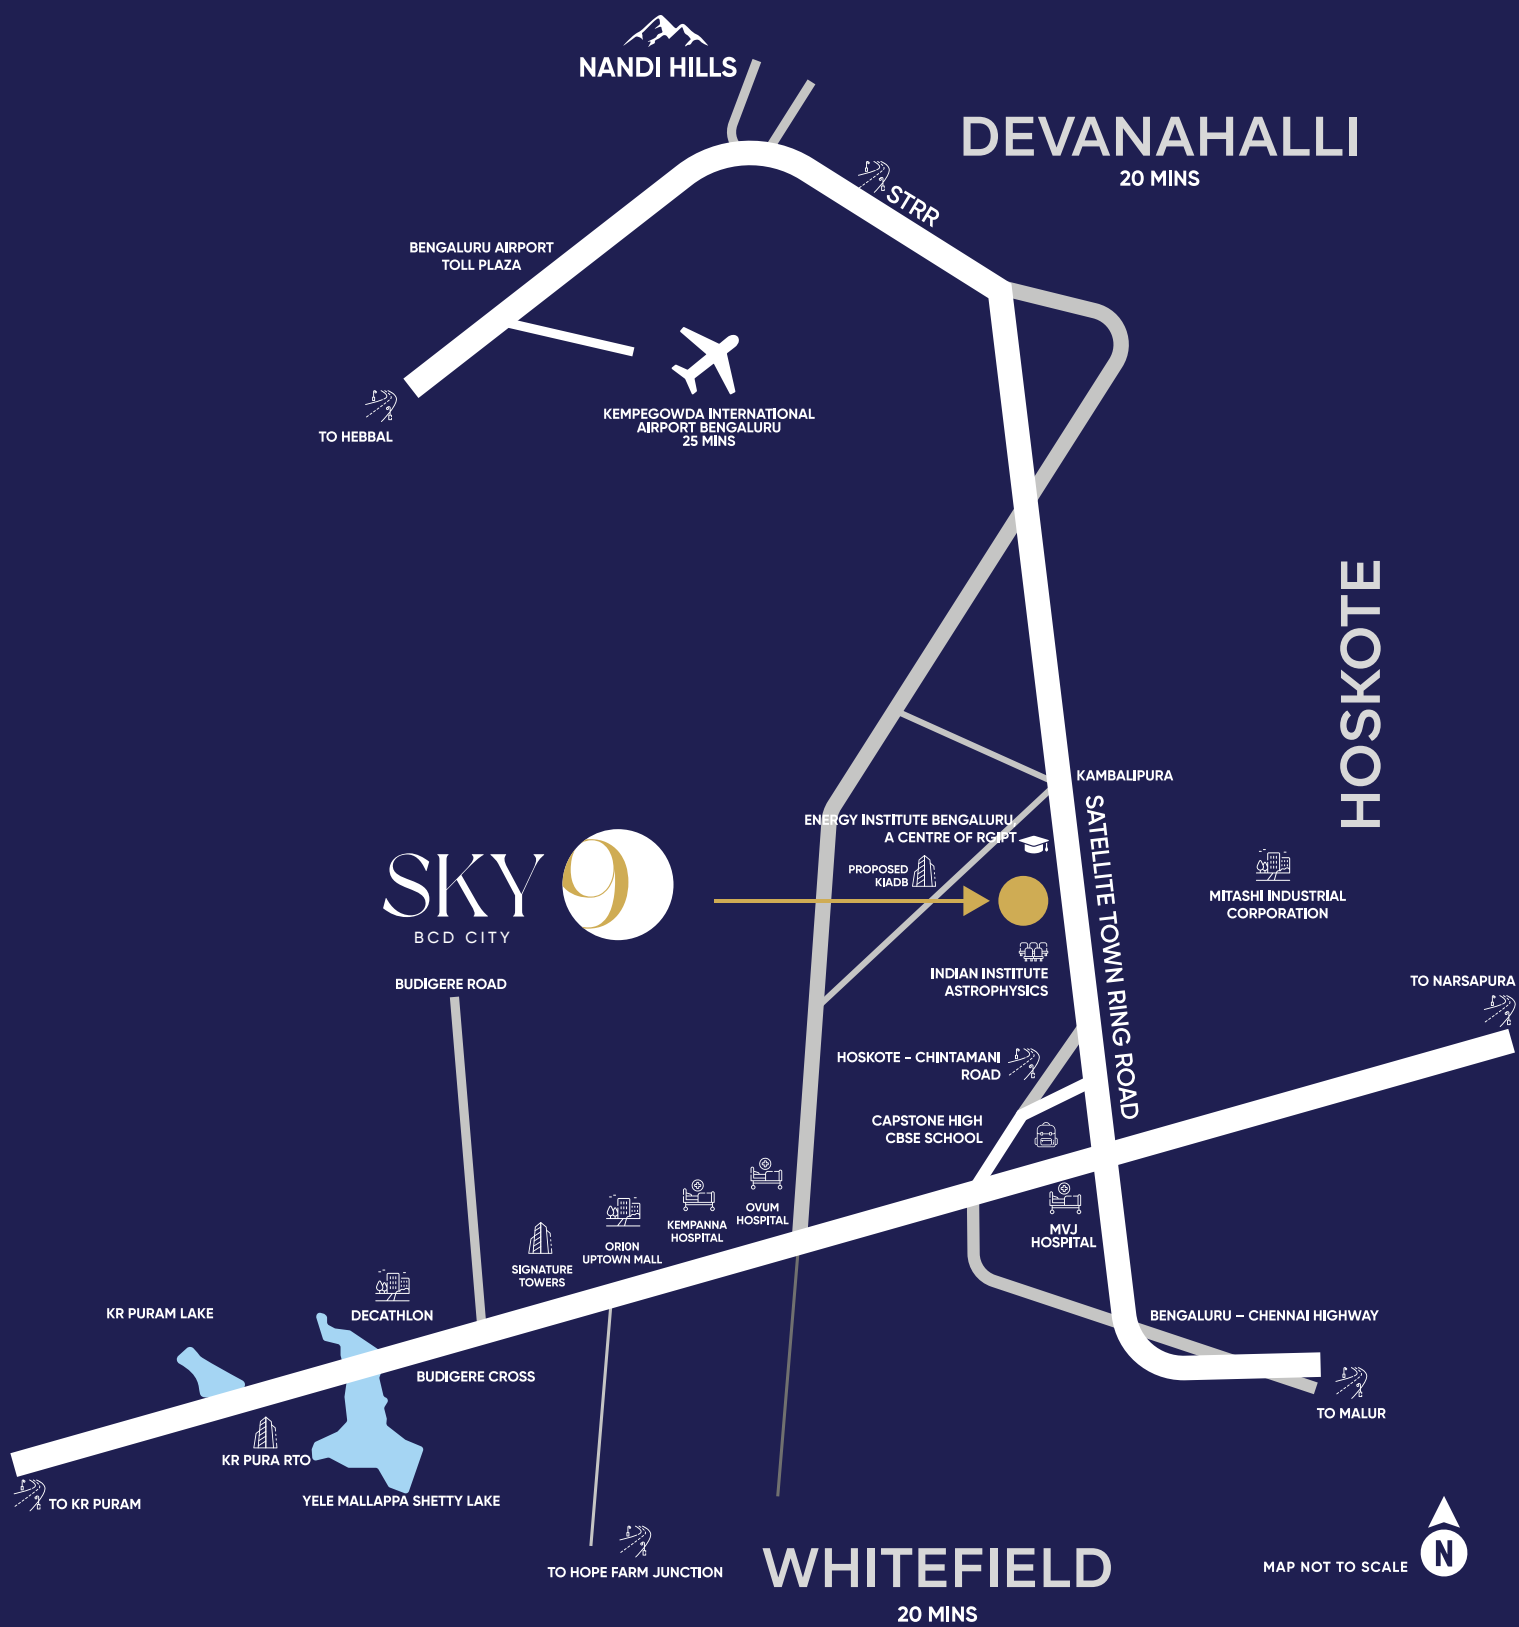 NANDI HILLS
DEVANAHALLI
20 MINS
STRR
BENGALURU AIRPORT
TOLL PLAZA
KEMPEGOWDA INTERNATIONAL
AIRPORT BENGALURU
25 MINS
TO HEBBAL
HOSKOTE
KAMBALIPURA
SATELLITE TOWN RING ROAD
ENERGY INSTITUTE BENGALURU,
A CENTRE OF RGIPT
PROPOSED
KIADB
SKY 9
BCD CITY
MITASHI INDUSTRIAL
CORPORATION
INDIAN INSTITUTE
ASTROPHYSICS
BUDIGERE ROAD
TO NARSAPURA
HOSKOTE - CHINTAMANI
ROAD
CAPSTONE HIGH
CBSE SCHOOL
OVUM
HOSPITAL
KEMPANNA
HOSPITAL
MVJ
HOSPITAL
ORION
UPTOWN MALL
SIGNATURE
TOWERS
KR PURAM LAKE
DECATHLON
BENGALURU – CHENNAI HIGHWAY
BUDIGERE CROSS
TO MALUR
KR PURA RTO
YELE MALLAPPA SHETTY LAKE
TO KR PURAM
TO HOPE FARM JUNCTION
WHITEFIELD
20 MINS
MAP NOT TO SCALE
N